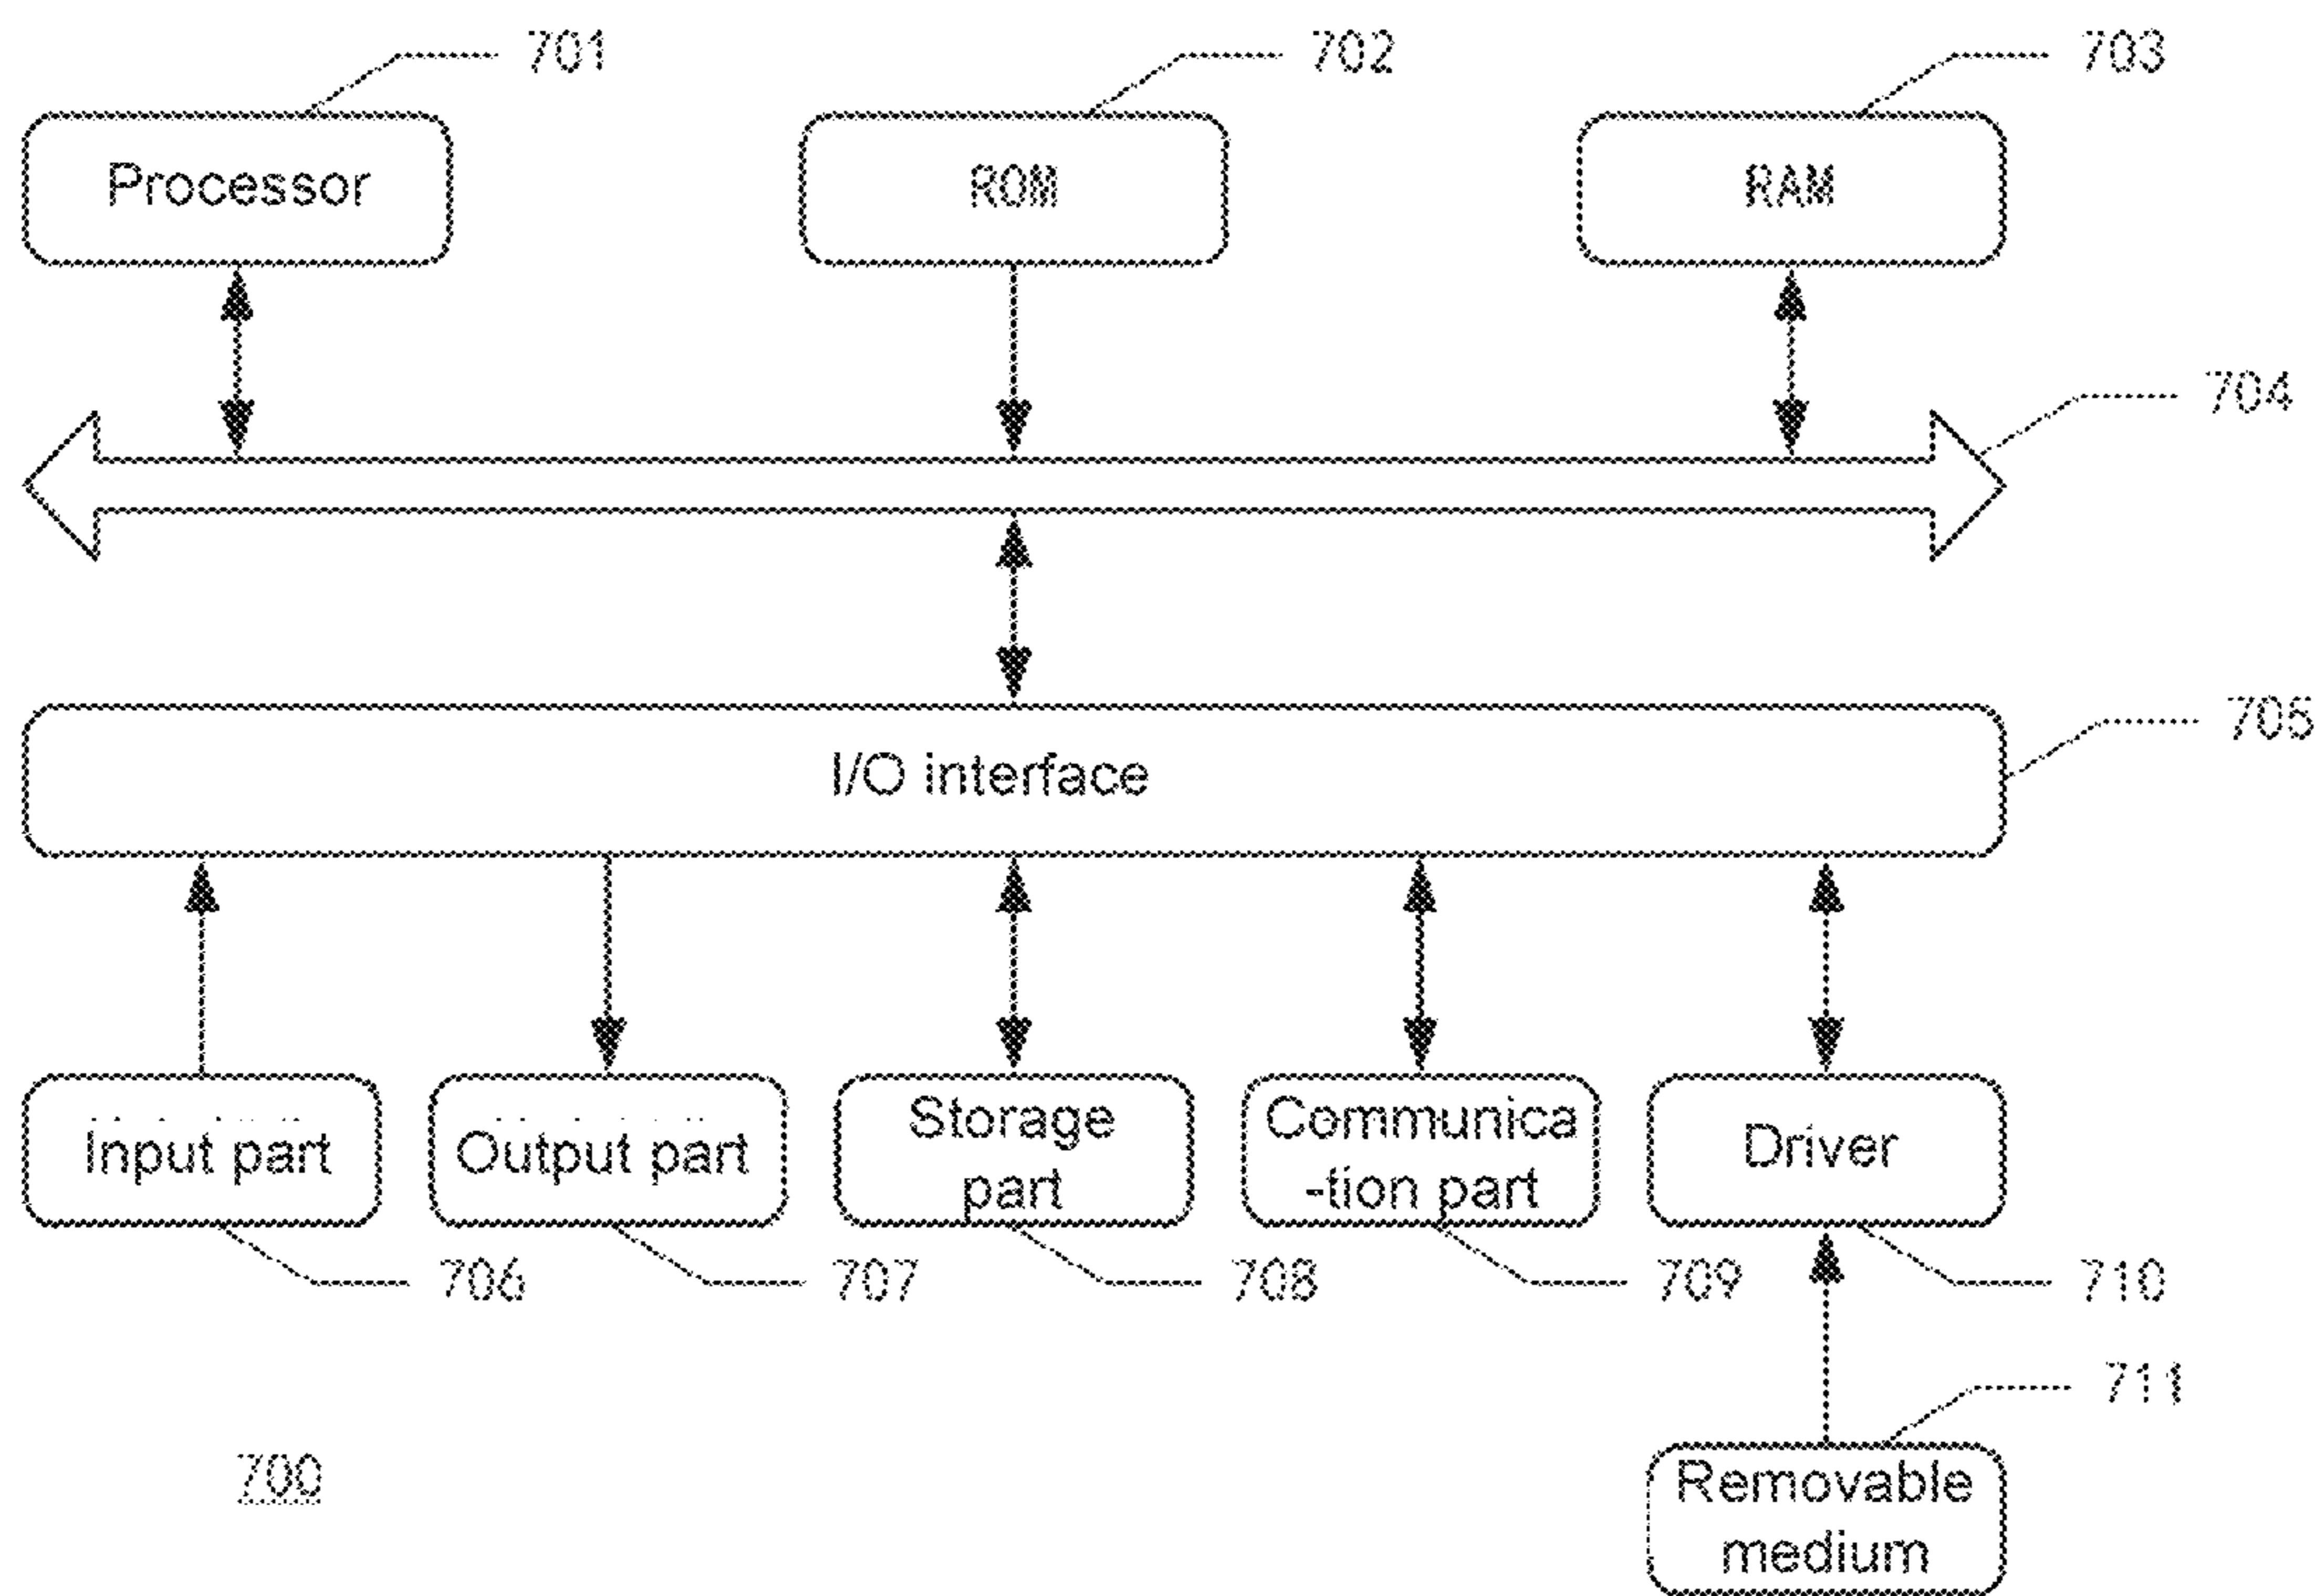 701
702
703
Processor
ROM
RAM
704
705
I/O interface
Input part
Output part
Storage
part
Communica
-tion part
Driver
706
707
708
709
710
711
700
Removable
medium